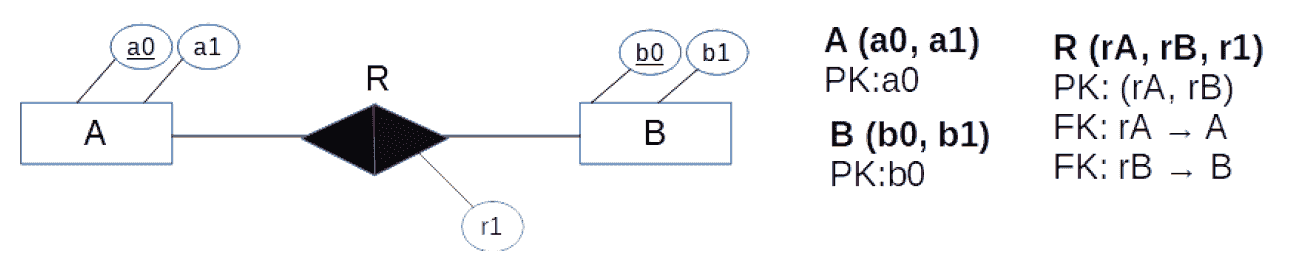 a0 a1
b0 b1
R
A
B
r1
A (a0, a1)
PK:a0
B (b0, b1)
PK:b0
R (rA, rB, r1)
PK: (rA, rB)
FK: rA → A
FK: rB → B